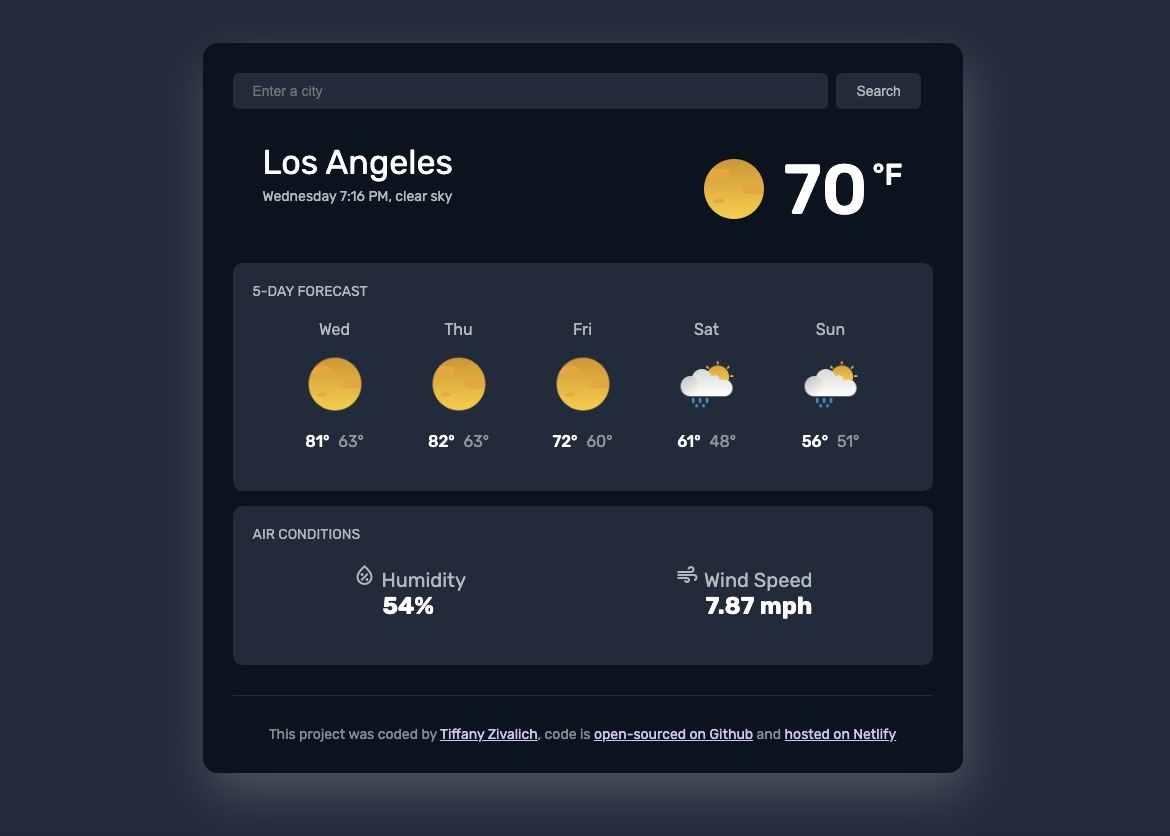 Enter a city
Search
Los Angeles
Wednesday 7:16 PM, clear sky
70 °F
5-DAY FORECAST
Wed Thu Fri Sat Sun
81° 63° 82° 63° 72° 60° 61° 48° 56° 51°
AIR CONDITIONS
Humidity Wind Speed
54% 7.87 mph
This project was coded by Tiffany Zivalich, code is open-sourced on Github and hosted on Netlify